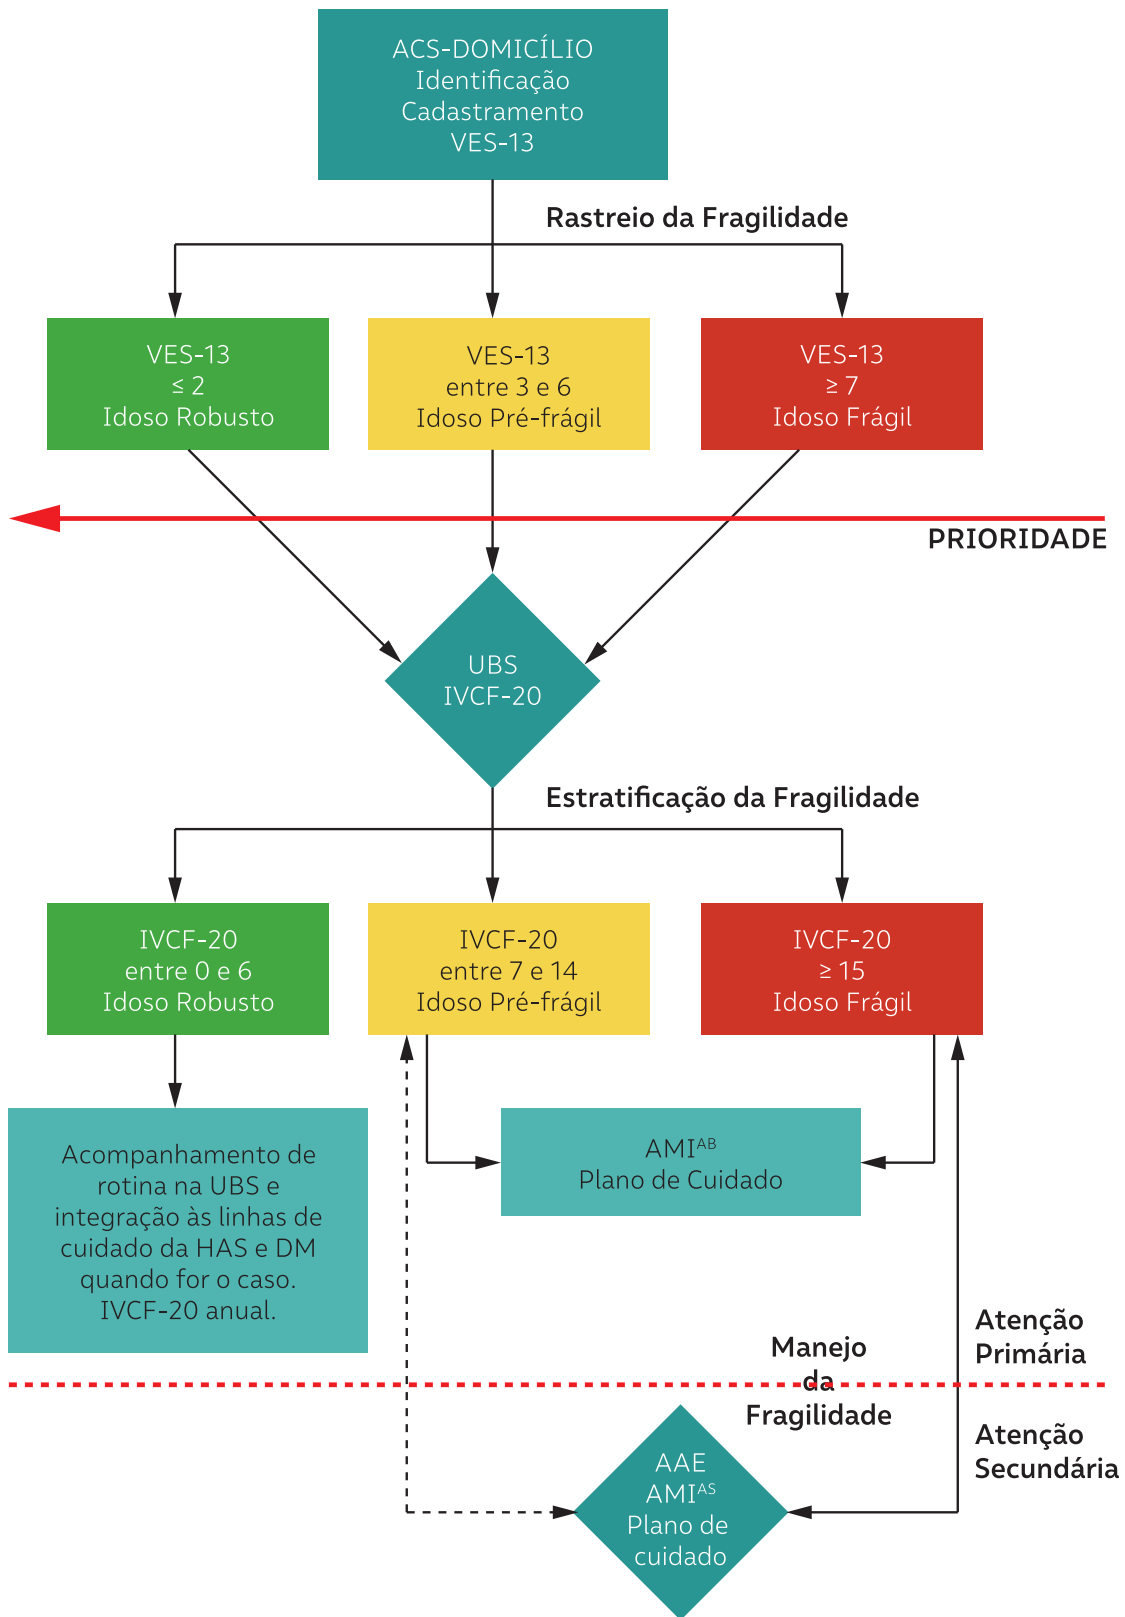 ACS-DOMICÍLIO
Identificação
Cadastramento
VES-13
Rastreio da Fragilidade
VES-13
≤ 2
Idoso Robusto
VES-13
entre 3 e 6
Idoso Pré-frágil
VES-13
≥ 7
Idoso Frágil
PRIORIDADE
UBS
IVCF-20
Estratificação da Fragilidade
IVCF-20
entre 0 e 6
Idoso Robusto
IVCF-20
entre 7 e 14
Idoso Pré-frágil
IVCF-20
≥ 15
Idoso Frágil
Acompanhamento de
rotina na UBS e
integração às linhas de
cuidado da HAS e DM
quando for o caso.
IVCF-20 anual.
AMIᴬᴮ
Plano de Cuidado
Atenção
Primária
Manejo
da
Fragilidade
Atenção
Secundária
AAE
AMIᴬˢ
Plano de
cuidado